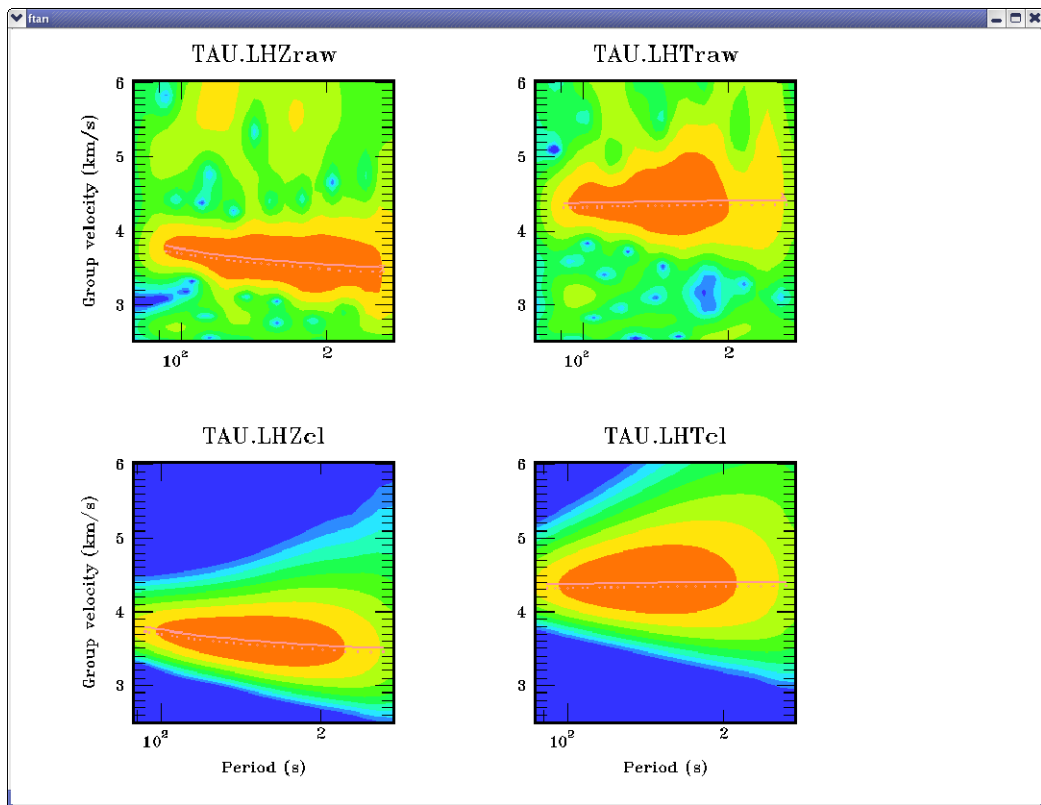 ftan
TAU.LHZraw
TAU.LHTraw
Group velocity (km/s)
6
5
4
3
10²
2
6
5
4
3
10²
2
TAU.LHZcl
TAU.LHTcl
Group velocity (km/s)
6
5
4
3
10²
2
Period (s)
6
5
4
3
10²
2
Period (s)